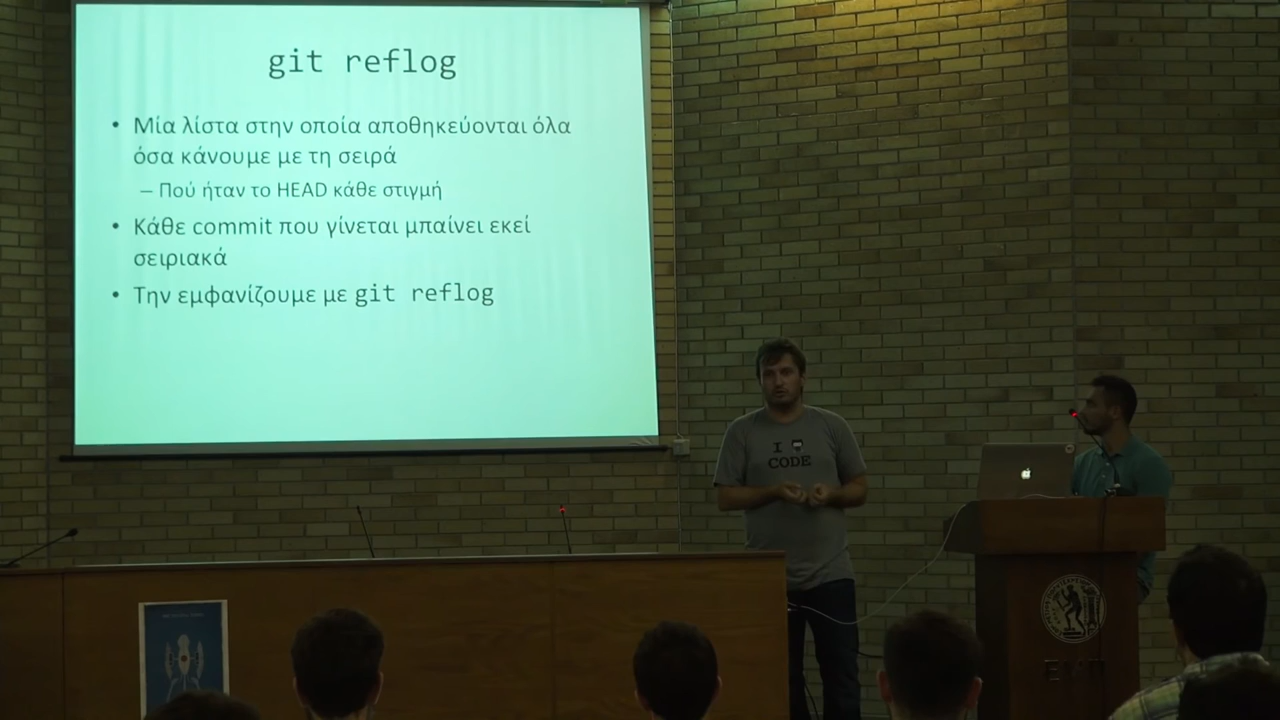 git reflog
• Μία λίστα στην οποία αποθηκεύονται όλα
όσα κάνουμε με τη σειρά
– Πού ήταν το HEAD κάθε στιγμή
• Κάθε commit που γίνεται μπαίνει εκεί
σειριακά
• Την εμφανίζουμε με git reflog
I
CODE
ΕΜΠ